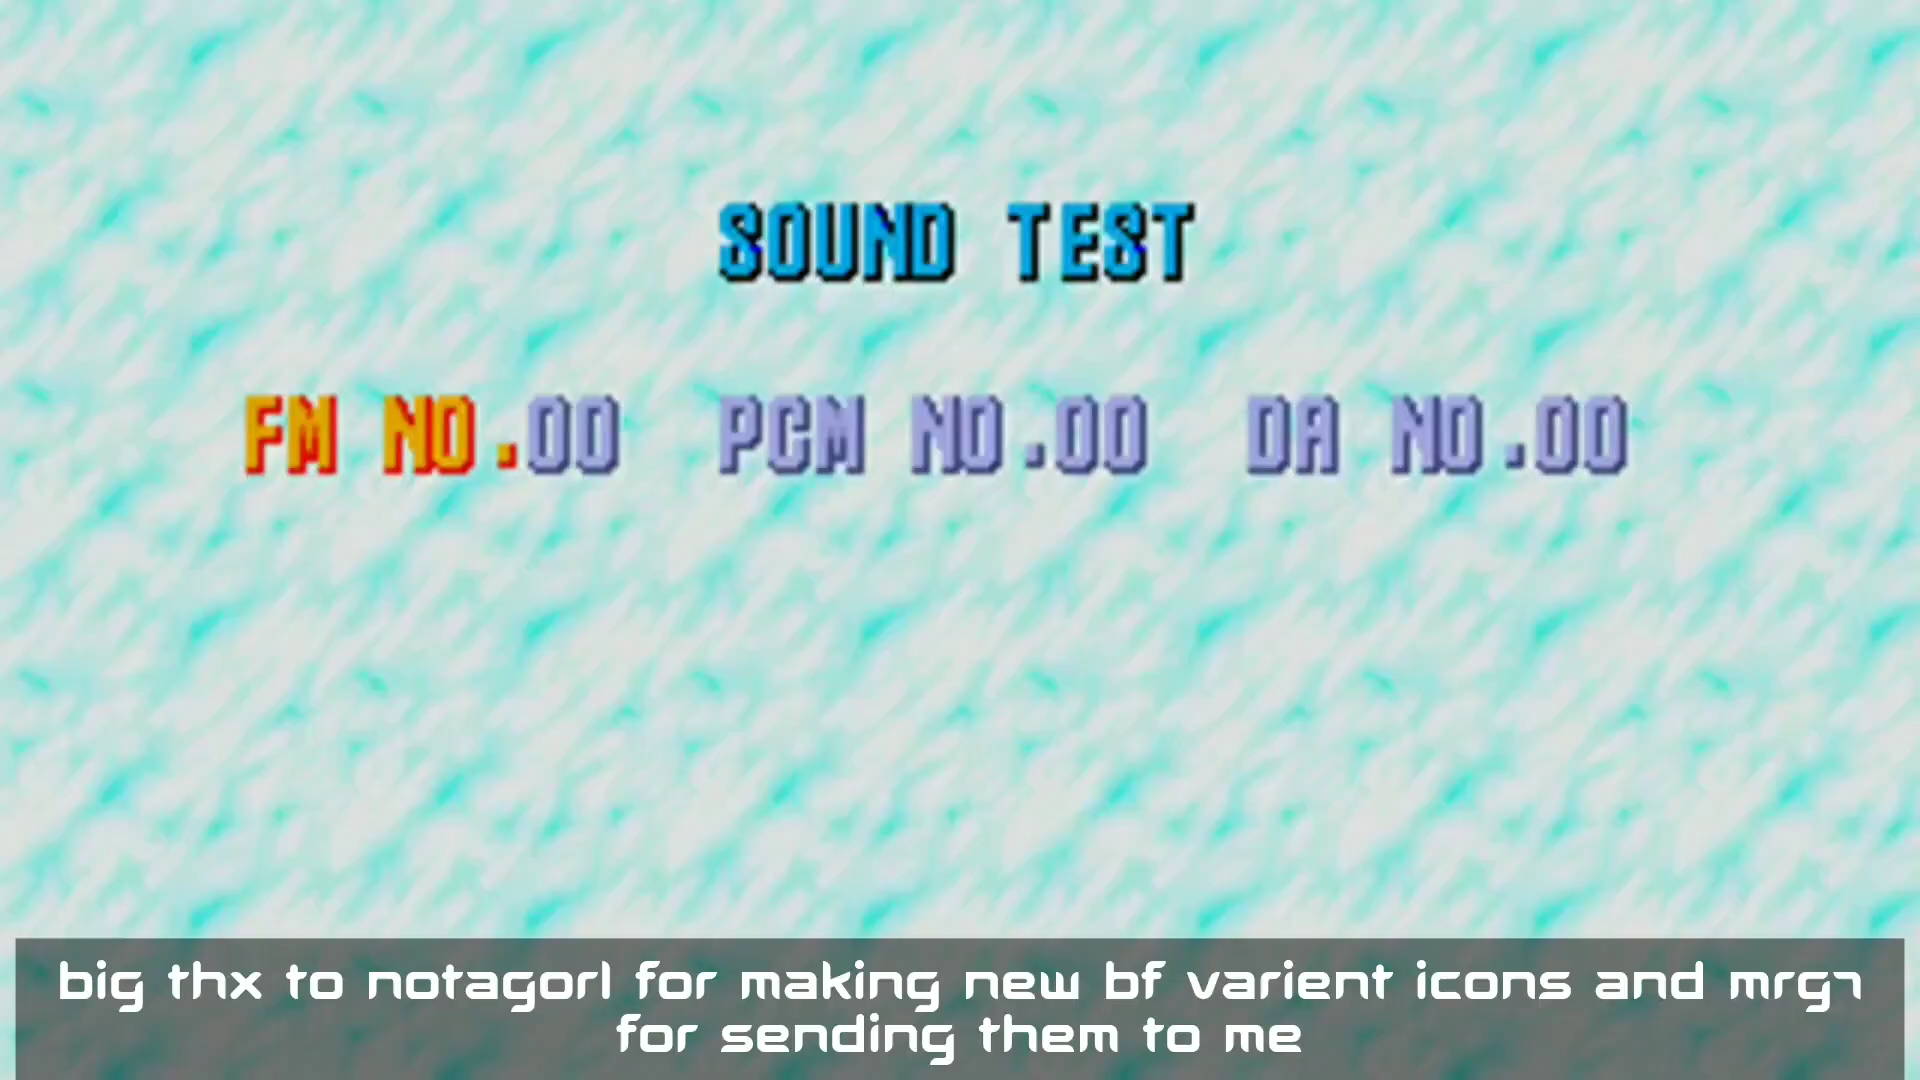 SOUND TEST
FM NO.00 PCM NO.00 DA NO.00
big thx to notagorl for making new bf varient icons and mrg7
for sending them to me